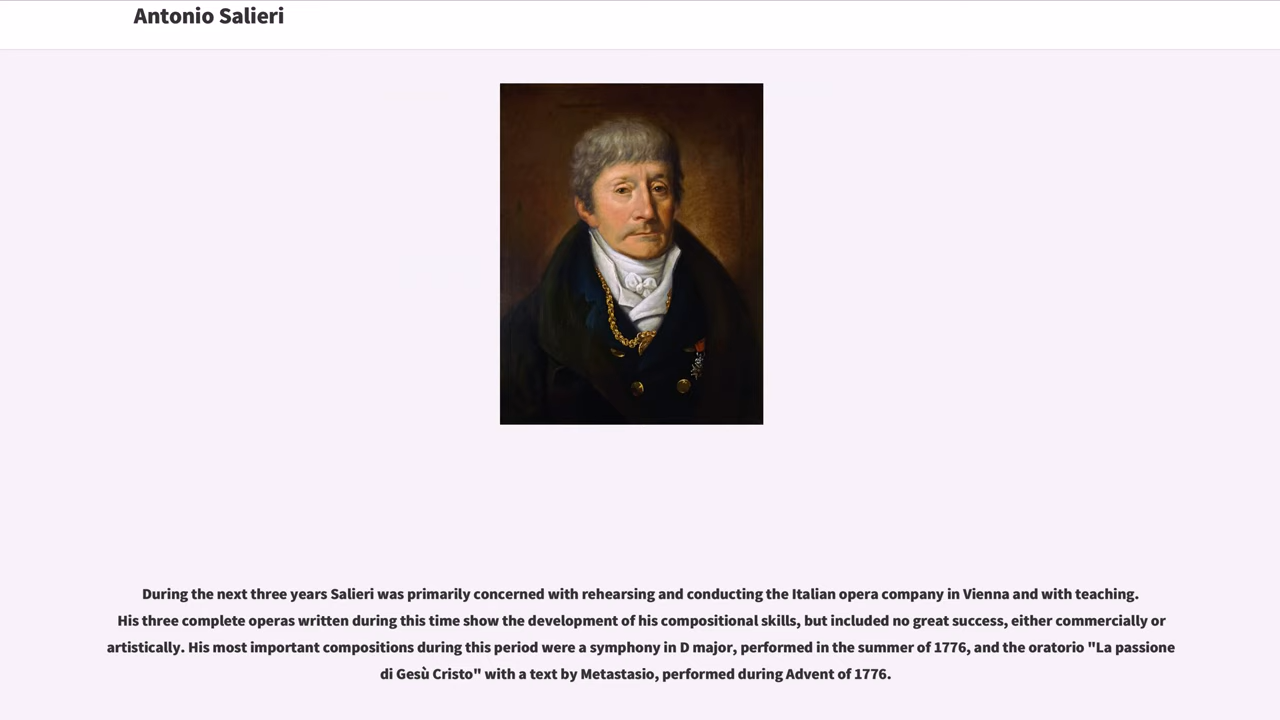 Antonio Salieri
During the next three years Salieri was primarily concerned with rehearsing and conducting the Italian opera company in Vienna and with teaching.
His three complete operas written during this time show the development of his compositional skills, but included no great success, either commercially or
artistically. His most important compositions during this period were a symphony in D major, performed in the summer of 1776, and the oratorio "La passione
di Gesù Cristo" with a text by Metastasio, performed during Advent of 1776.